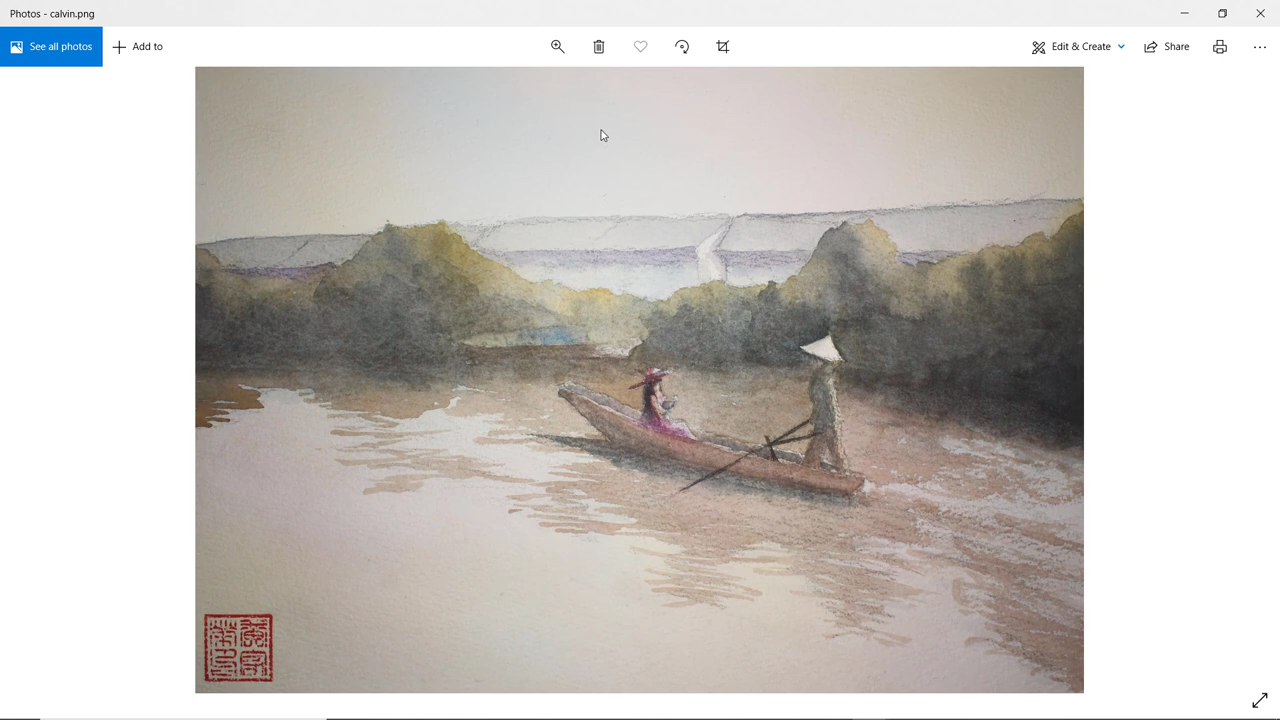 Photos - calvin.png
See all photos
Add to
Edit & Create
Share